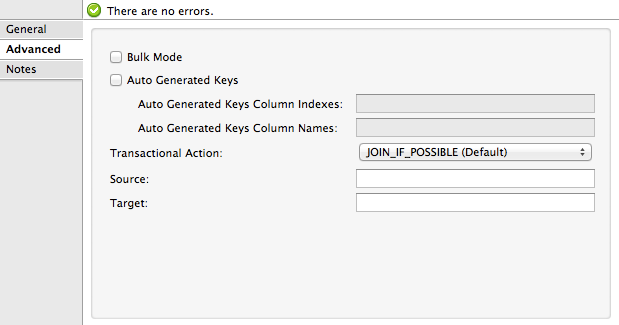 There are no errors.
General
Advanced
Notes
Bulk Mode
Auto Generated Keys
Auto Generated Keys Column Indexes:
Auto Generated Keys Column Names:
Transactional Action: JOIN_IF_POSSIBLE (Default)
Source:
Target: